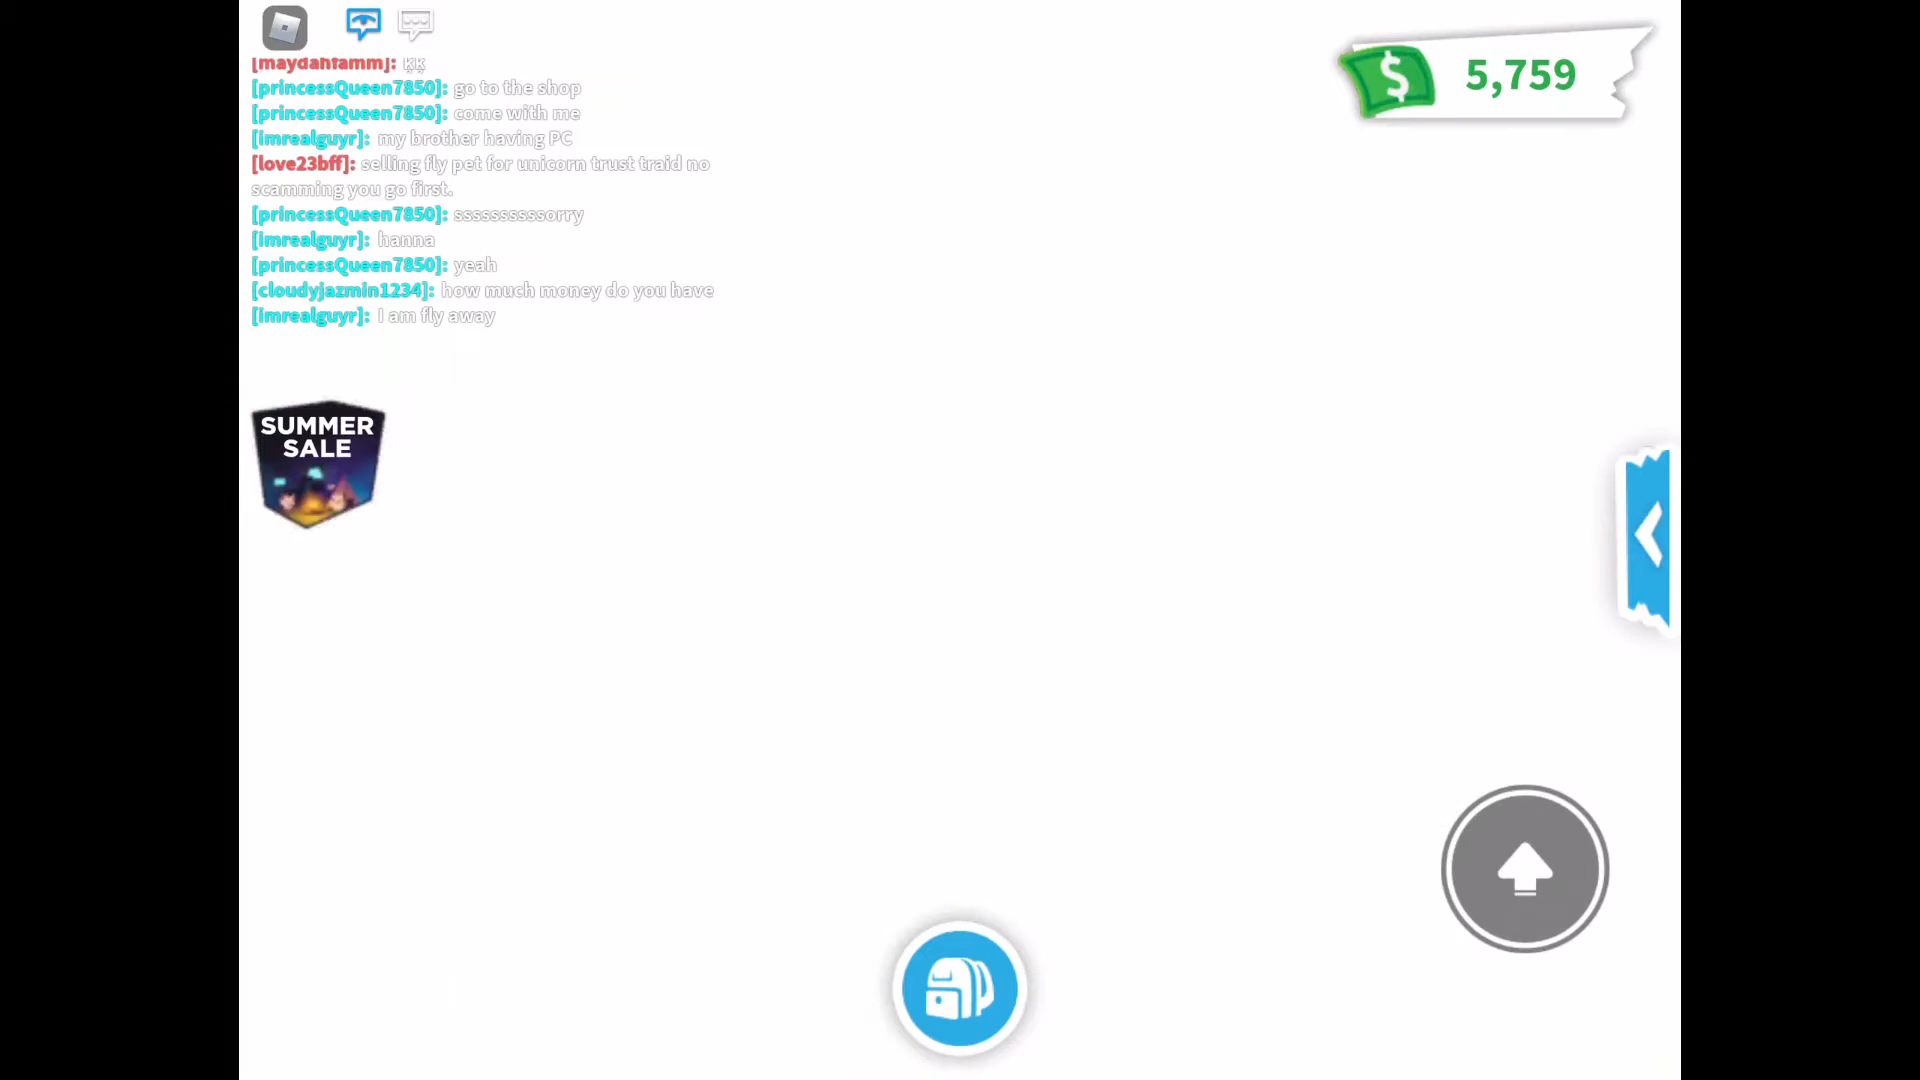 [maydahfamm]: kk
[princessQueen7850]: go to the shop
[princessQueen7850]: come with me
[imrealguyr]: my brother having PC
[love23bff]: selling fly pet for unicorn trust traid no
scamming you go first.
[princessQueen7850]: ssssssssssorry
[imrealguyr]: hanna
[princessQueen7850]: yeah
[cloudyjazmin1234]: how much money do you have
[imrealguyr]: I am fly away
5,759
SUMMER
SALE